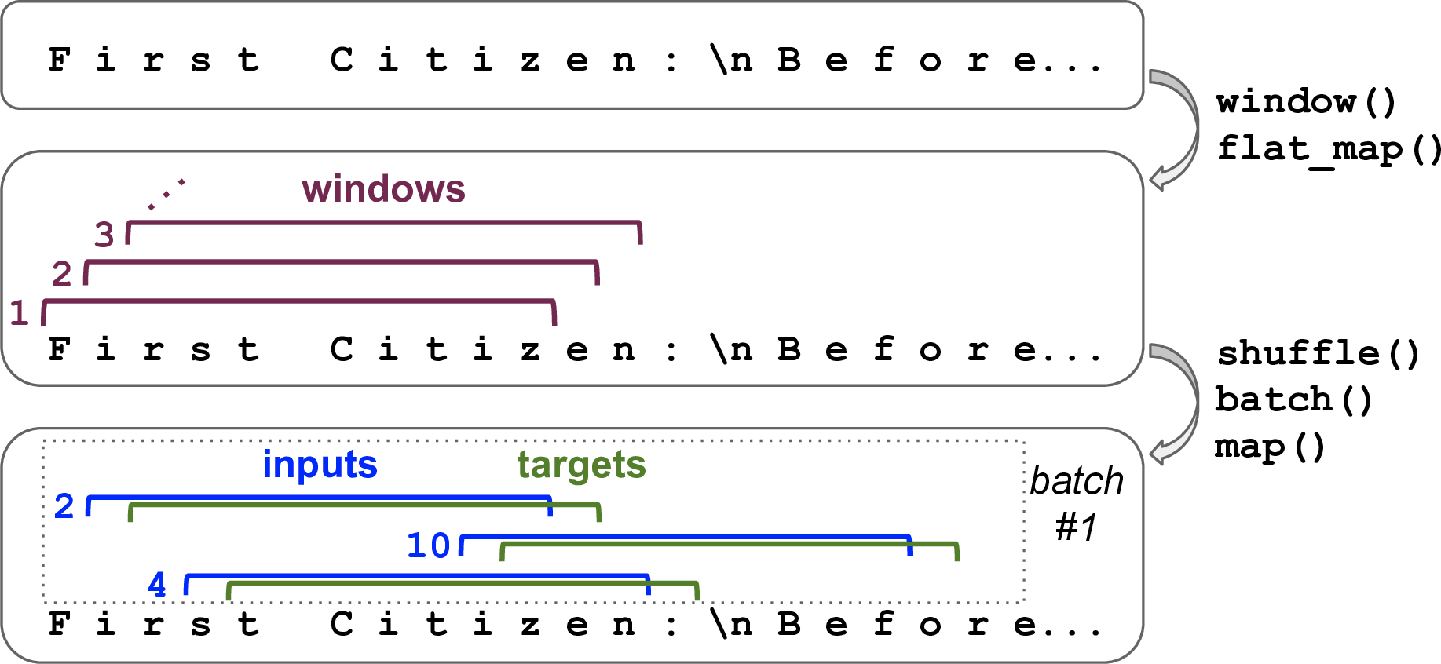 F i r s t   C i t i z e n : \n B e f o r e...
window()
flat_map()
windows
3
2
1
F i r s t   C i t i z e n : \n B e f o r e...
shuffle()
batch()
map()
inputs targets
batch
#1
2
10
4
F i r s t   C i t i z e n : \n B e f o r e...